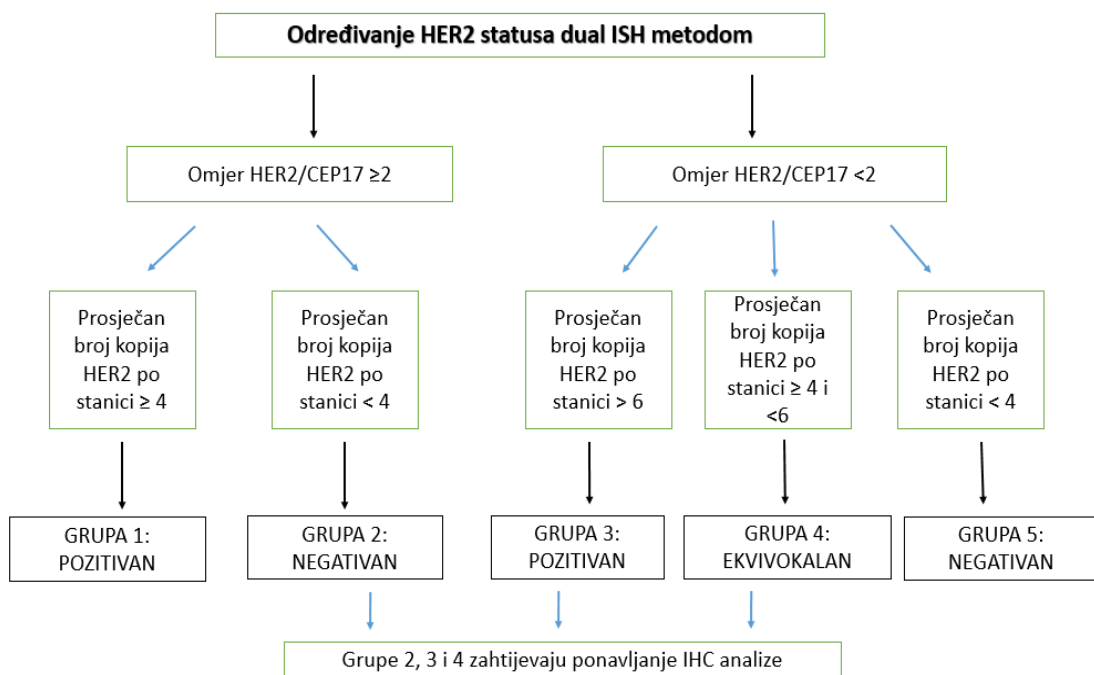 Određivanje HER2 statusa dual ISH metodom
Omjer HER2/CEP17 ≥2
Omjer HER2/CEP17 <2
Prosječan
broj kopija
HER2 po
stanici ≥ 4
Prosječan
broj kopija
HER2 po
stanici < 4
Prosječan
broj kopija
HER2 po
stanici > 6
Prosječan
broj kopija
HER2 po
stanici ≥ 4 i
<6
Prosječan
broj kopija
HER2 po
stanici < 4
GRUPA 1:
POZITIVAN
GRUPA 2:
NEGATIVAN
GRUPA 3:
POZITIVAN
GRUPA 4:
EKVIVOKALAN
GRUPA 5:
NEGATIVAN
Grupe 2, 3 i 4 zahtijevaju ponavljanje IHC analize